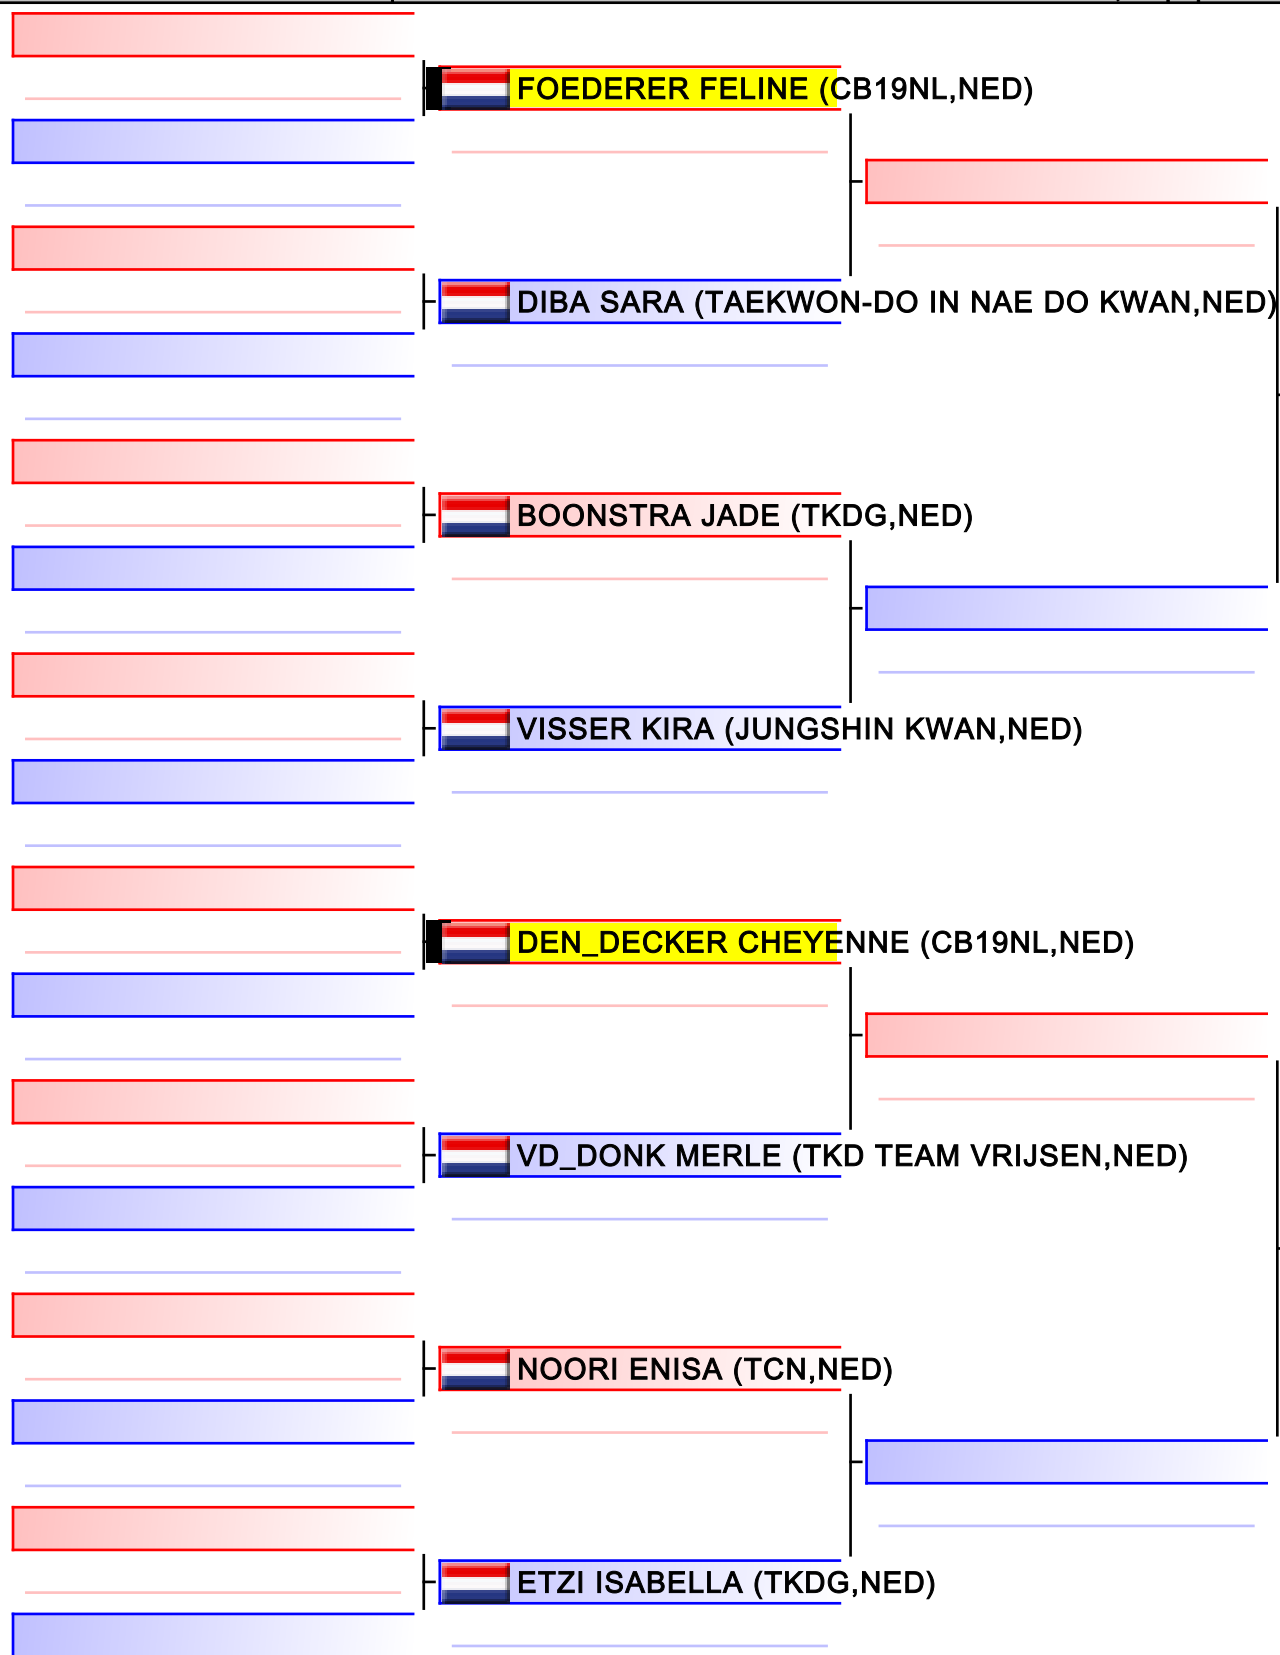 FOEDERER FELINE (CB19NL,NED)
DIBA SARA (TAEKWON-DO IN NAE DO KWAN,NED)
BOONSTRA JADE (TKDG,NED)
VISSER KIRA (JUNGSHIN KWAN,NED)
DEN_DECKER CHEYENNE (CB19NL,NED)
VD_DONK MERLE (TKD TEAM VRIJSEN,NED)
NOORI ENISA (TCN,NED)
ETZI ISABELLA (TKDG,NED)